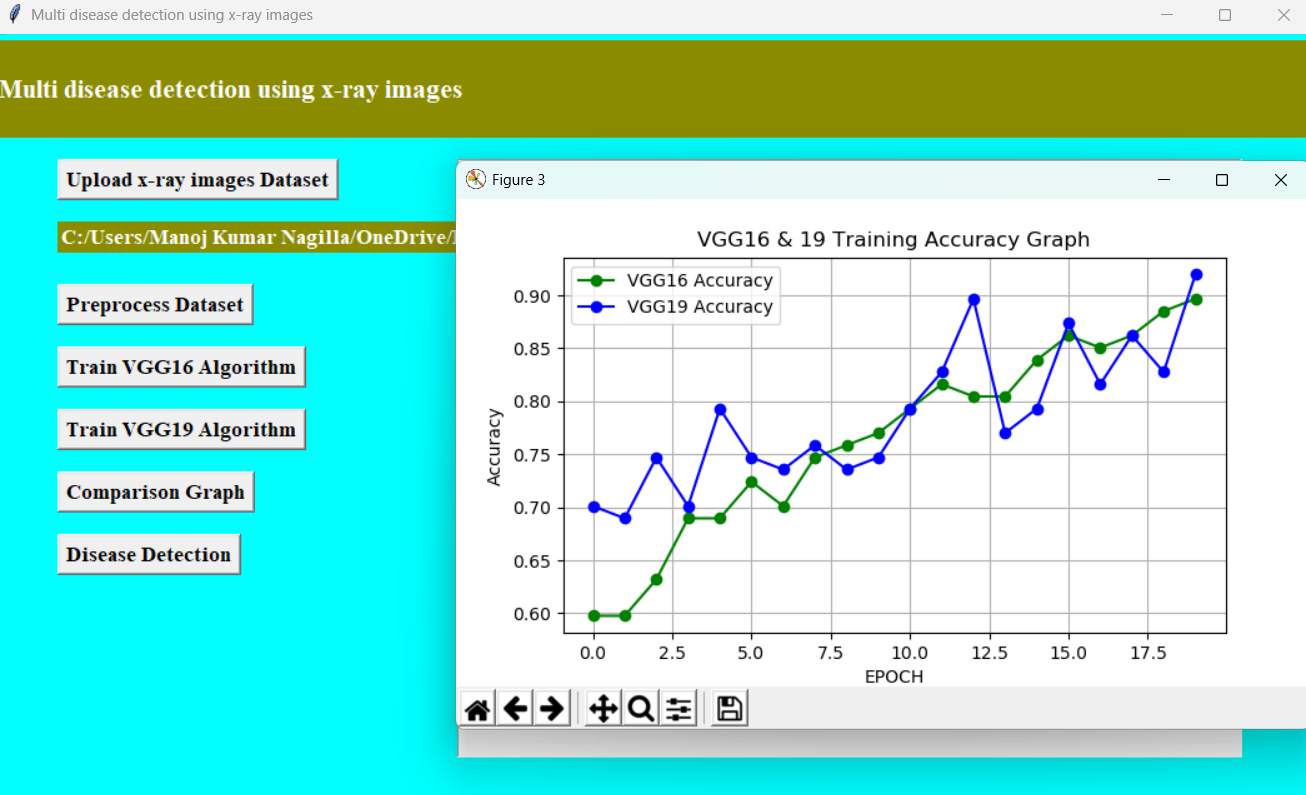 Multi disease detection using x-ray images
Multi disease detection using x-ray images
Upload x-ray images Dataset
C:/Users/Manoj Kumar Nagilla/OneDrive/
Preprocess Dataset
Train VGG16 Algorithm
Train VGG19 Algorithm
Comparison Graph
Disease Detection
Figure 3
VGG16 & 19 Training Accuracy Graph
VGG16 Accuracy
VGG19 Accuracy
Accuracy
0.90
0.85
0.80
0.75
0.70
0.65
0.60
0.0 2.5 5.0 7.5 10.0 12.5 15.0 17.5
EPOCH